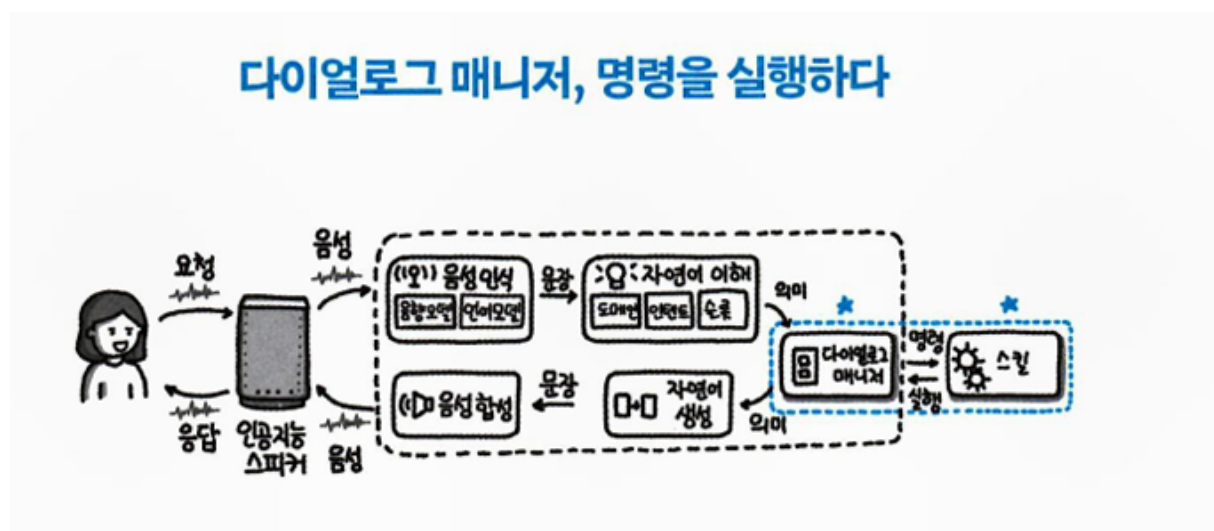 다이얼로그 매니저, 명령을 실행하다
요청
응답
인공지능
스피커
음성
음성
음성 인식
음향모델
언어모델
문장
자연어 이해
도메인
인텐트
슬롯
의미
다이얼로그
매니저
명령
실행
스킬
의미
자연어
생성
문장
음성 합성